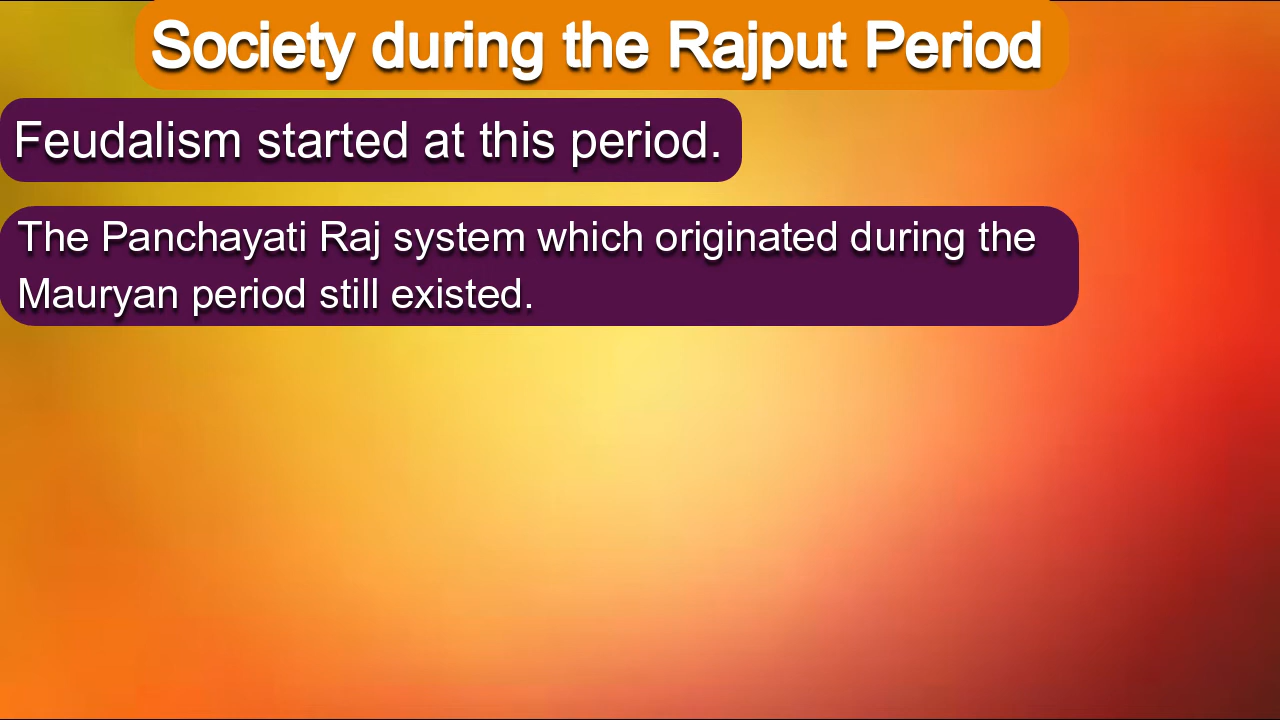 Society during the Rajput Period
Feudalism started at this period.
The Panchayati Raj system which originated during the
Mauryan period still existed.